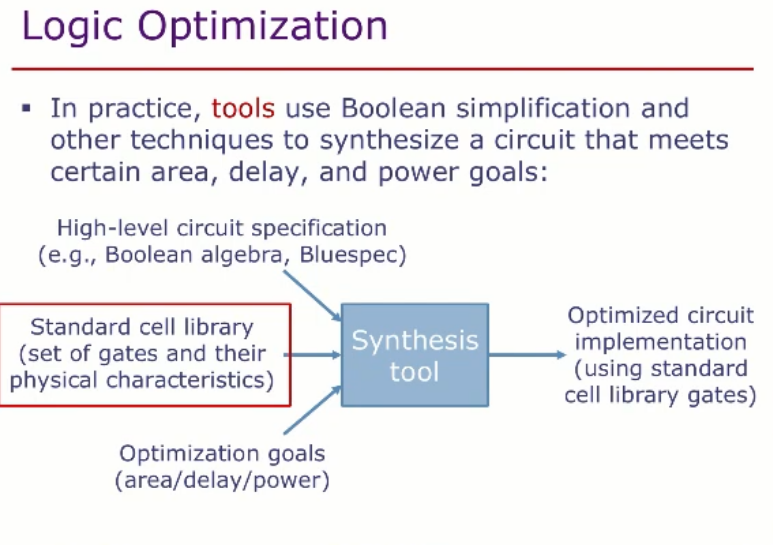 Logic Optimization
▪ In practice, tools use Boolean simplification and
other techniques to synthesize a circuit that meets
certain area, delay, and power goals:
High-level circuit specification
(e.g., Boolean algebra, Bluespec)
Standard cell library
(set of gates and their
physical characteristics)
Synthesis
tool
Optimized circuit
implementation
(using standard
cell library gates)
Optimization goals
(area/delay/power)